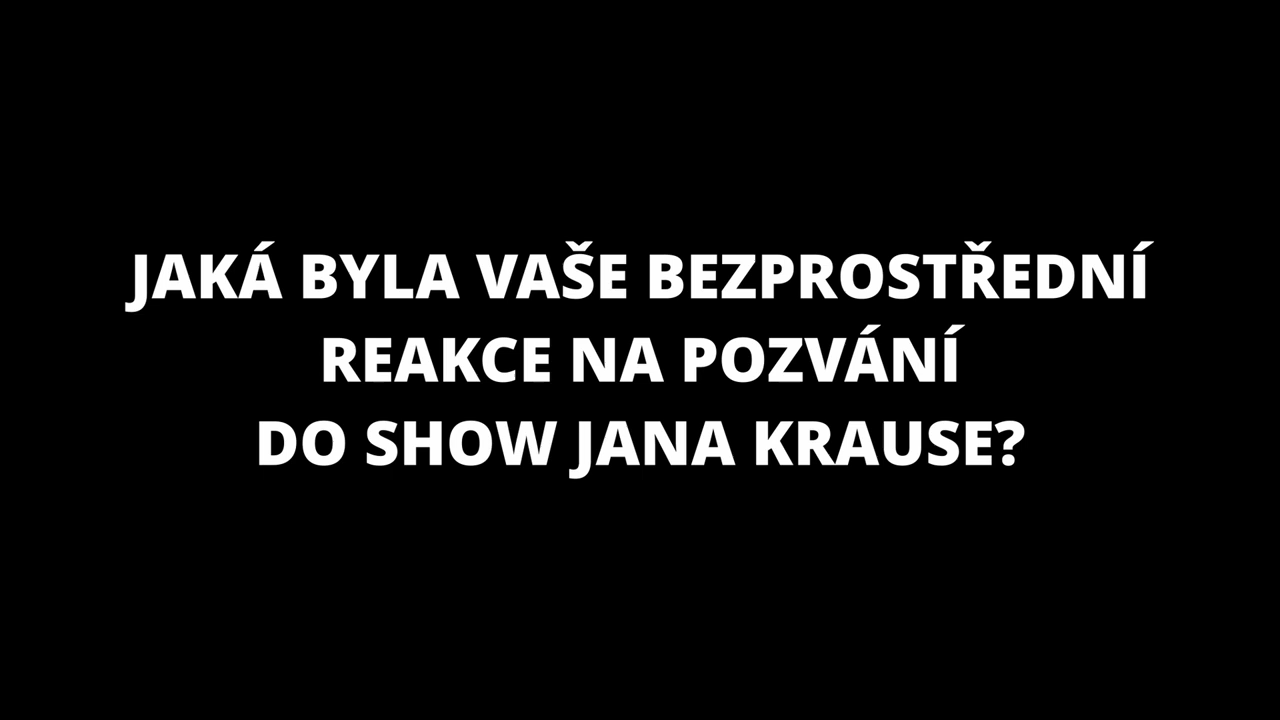 JAKÁ BYLA VAŠE BEZPROSTŘEDNÍ
REAKCE NA POZVÁNÍ
DO SHOW JANA KRAUSE?